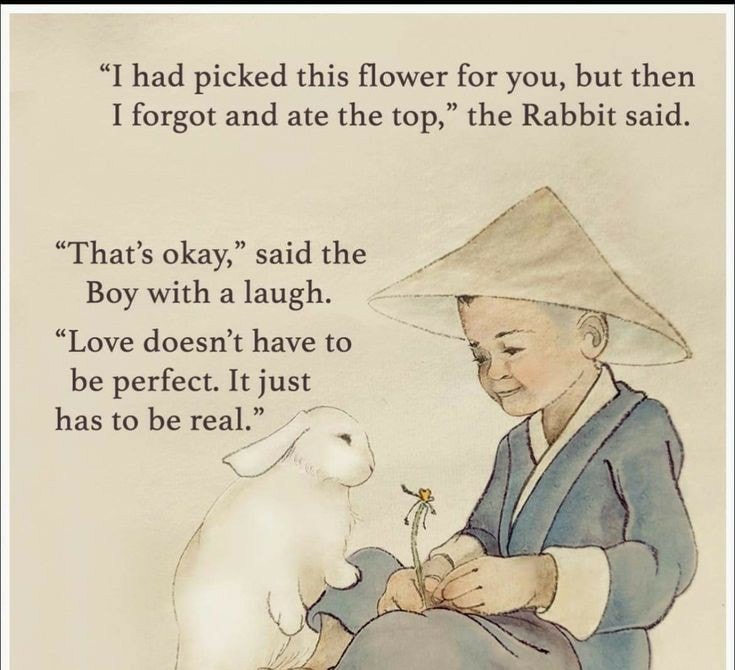 “I had picked this flower for you, but then
I forgot and ate the top,” the Rabbit said.
“That’s okay,” said the
Boy with a laugh.
“Love doesn’t have to
be perfect. It just
has to be real.”